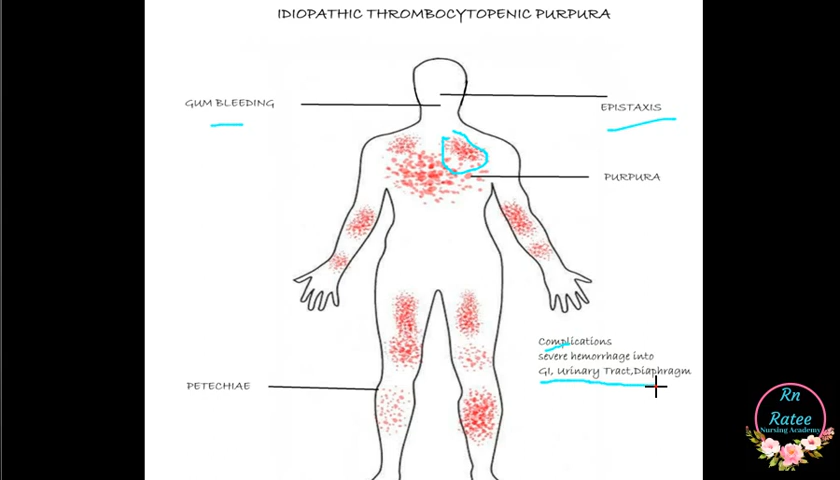 IDIOPATHIC THROMBOCYTOPENIC PURPURA
GUM BLEEDING
EPISTAXIS
PURPURA
Complications
severe hemorrhage into
GI, Urinary Tract,Diaphragm
PETECHIAE
Rn
Ratee
Nursing Academy